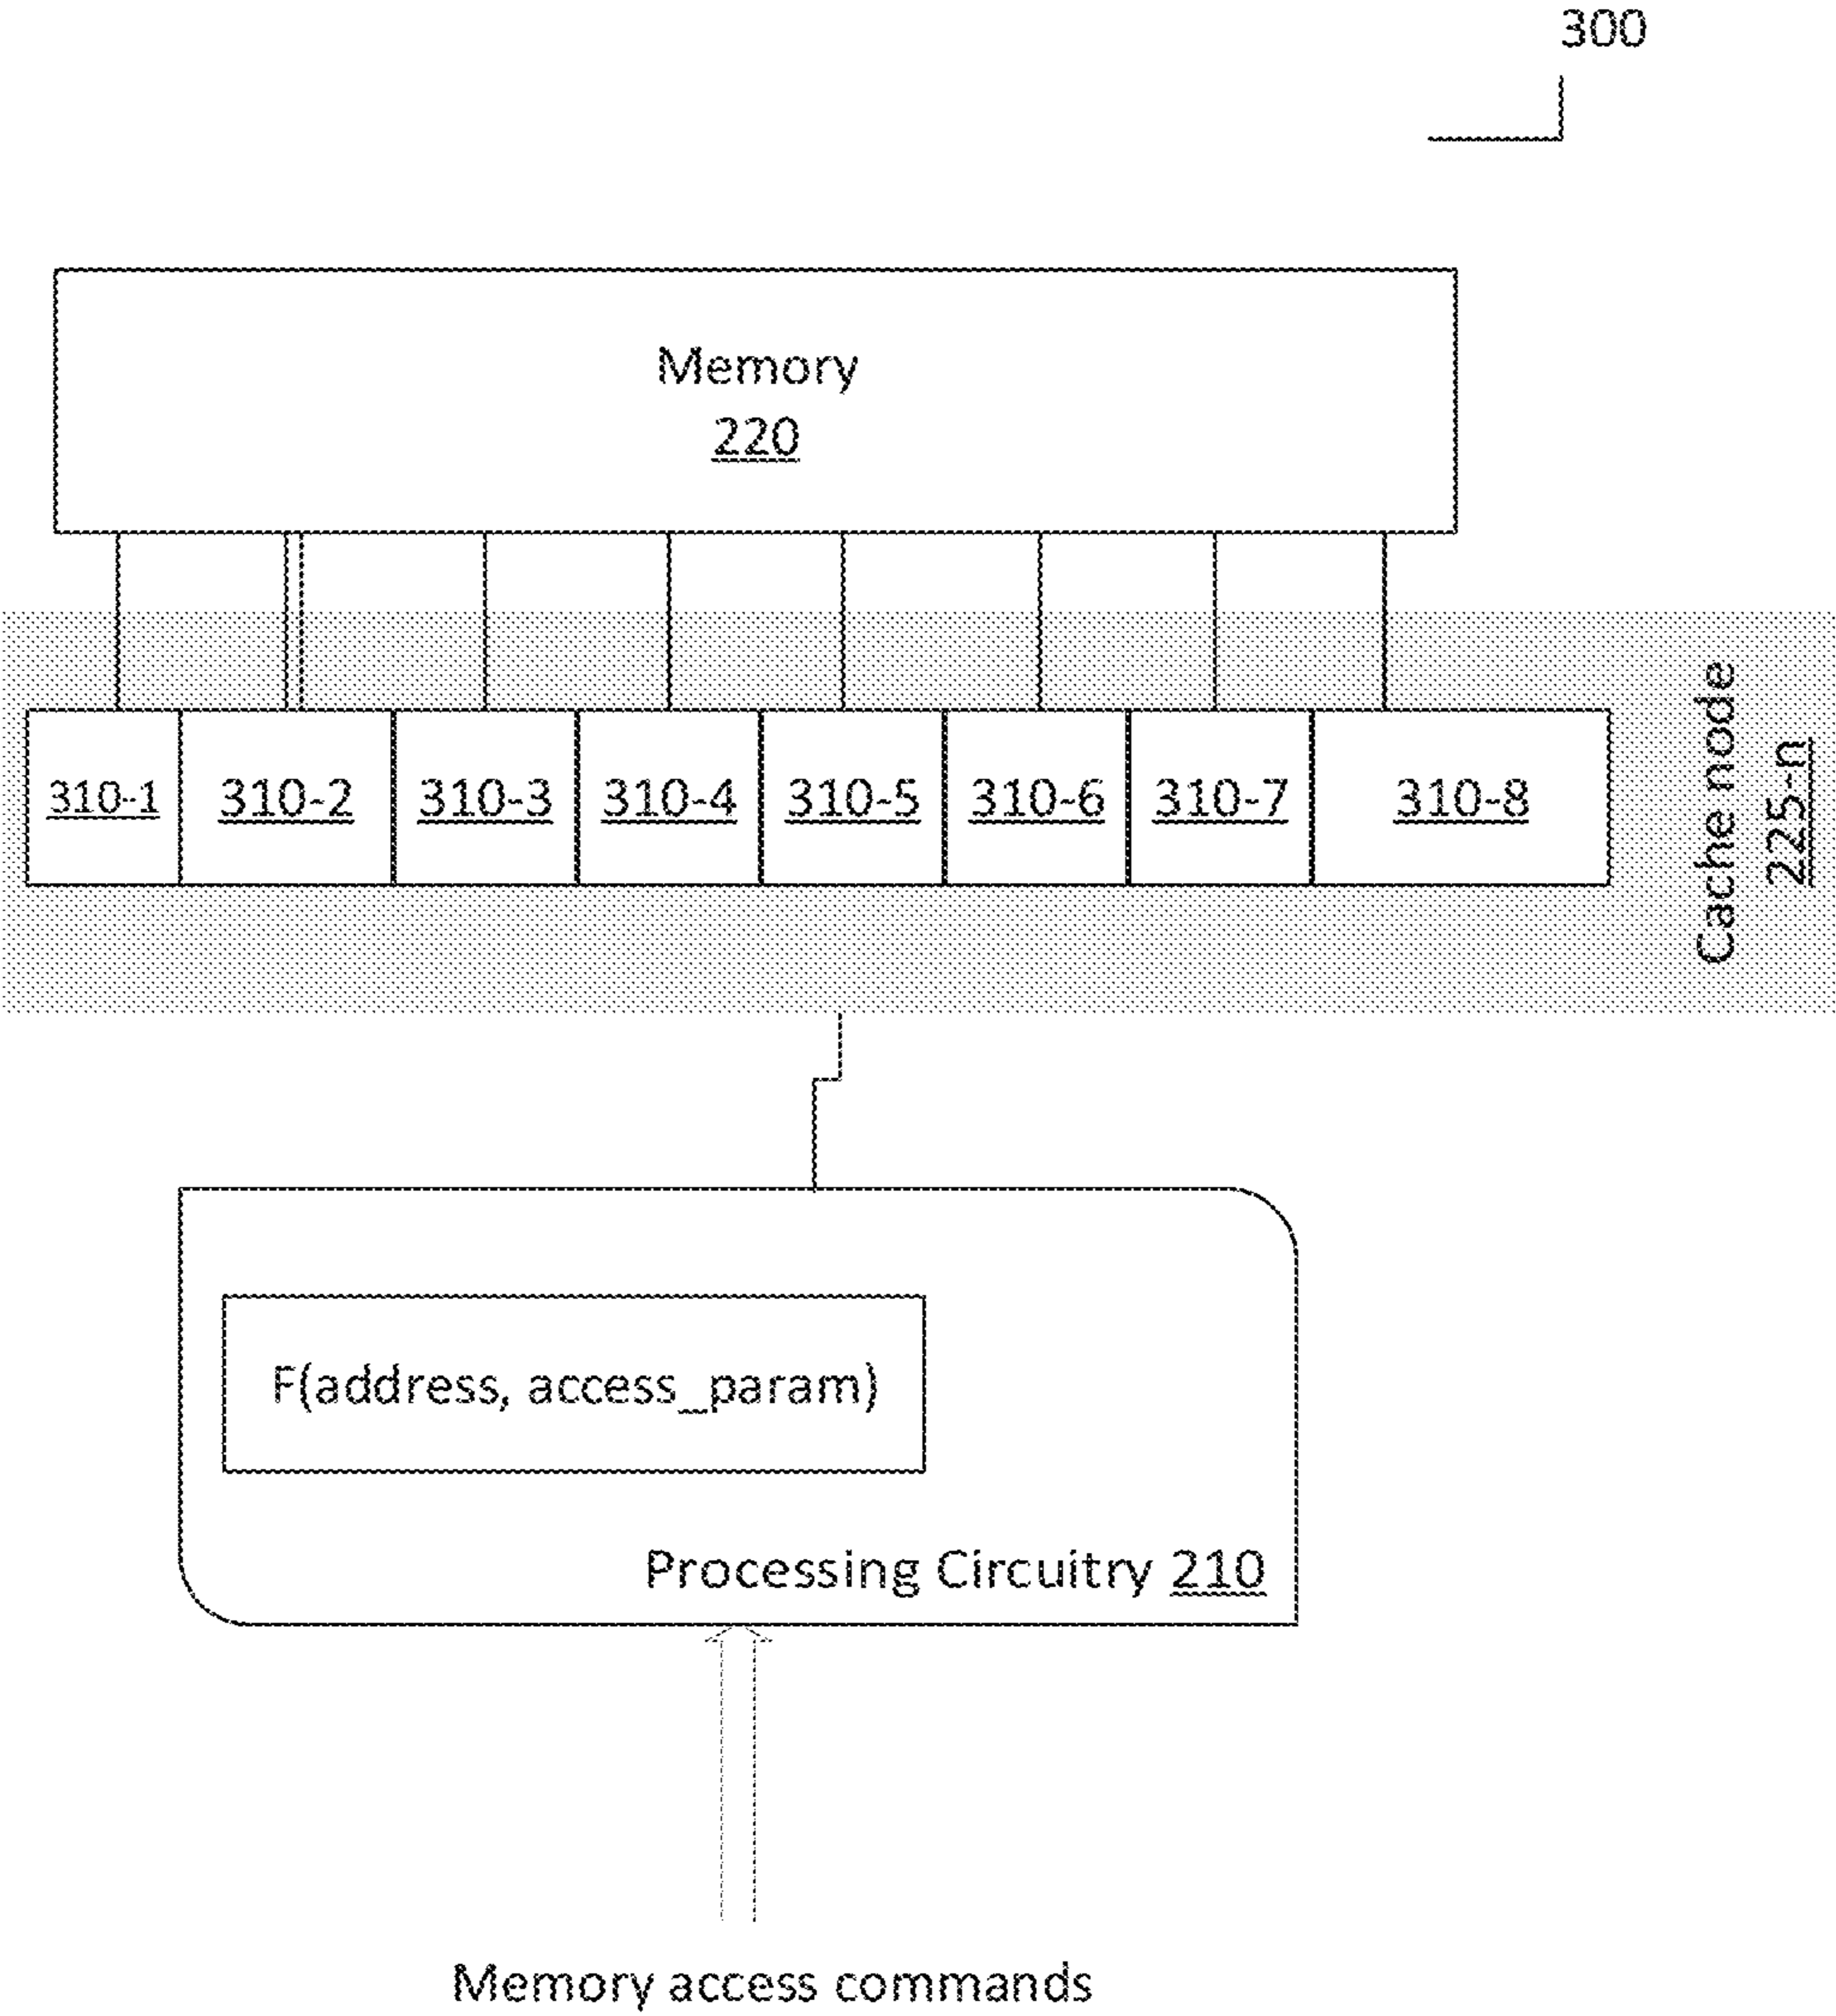 300
Memory
220
310-1 310-2 310-3 310-4 310-5 310-6 310-7 310-8
Cache node
225-n
F(address, access_param)
Processing Circuitry 210
Memory access commands